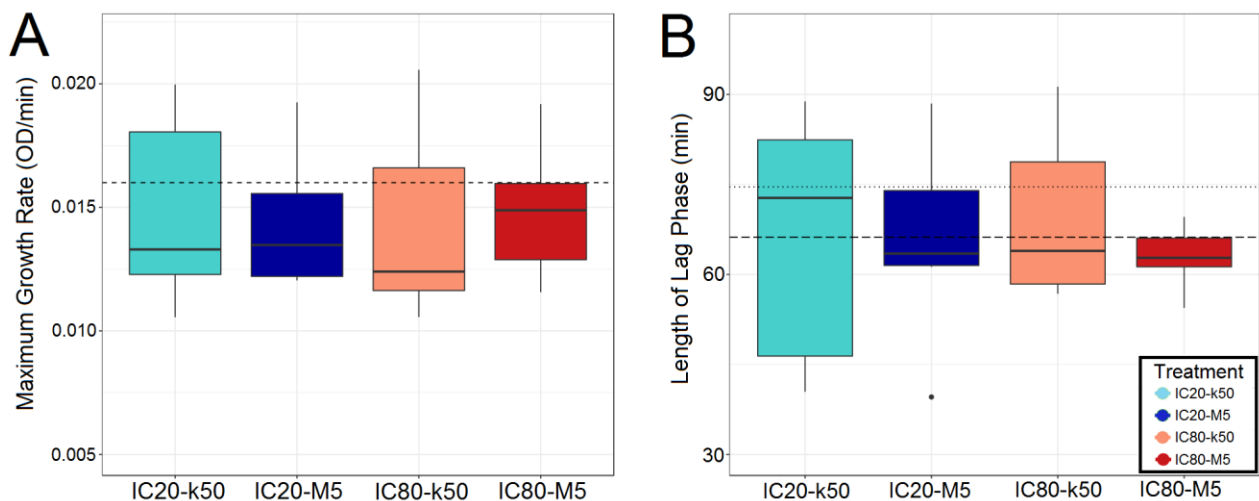 A
Maximum Growth Rate (OD/min)
0.020
0.015
0.010
0.005
IC20-k50 IC20-M5 IC80-k50 IC80-M5
B
Length of Lag Phase (min)
90
60
30
IC20-k50 IC20-M5 IC80-k50 IC80-M5
Treatment
IC20-k50
IC20-M5
IC80-k50
IC80-M5